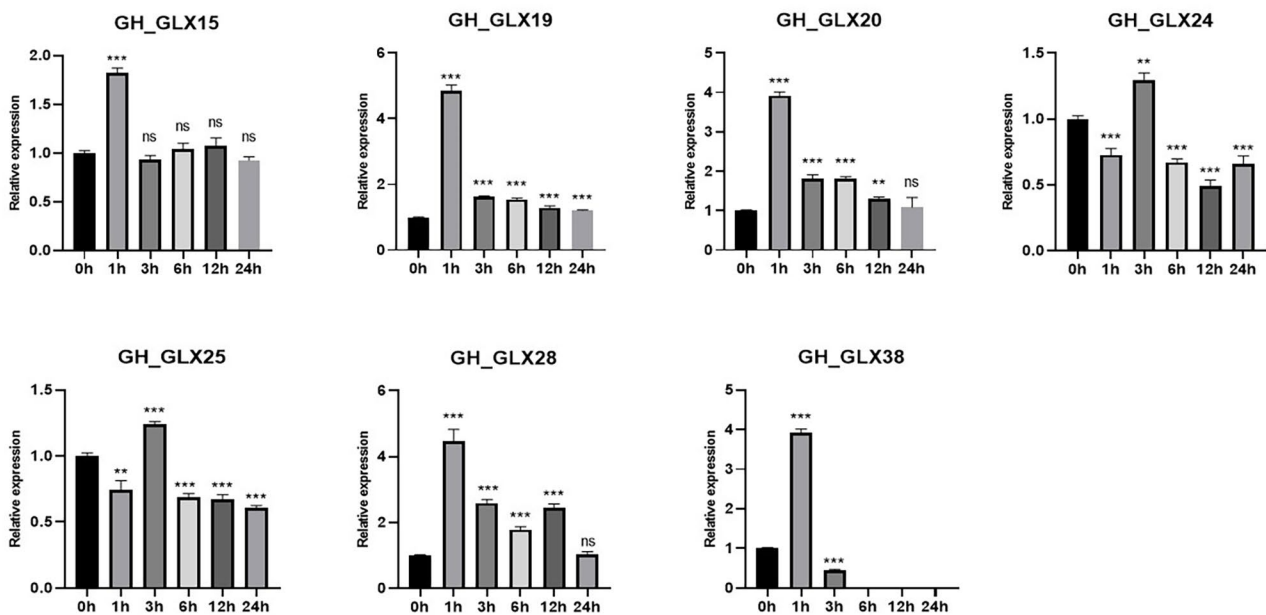 GH_GLX15
Relative expression
2.0
1.5
1.0
0.5
0.0
***
ns
ns
ns
ns
0h 1h 3h 6h 12h 24h
GH_GLX19
Relative expression
6
4
2
0
***
***
***
***
***
0h 1h 3h 6h 12h 24h
GH_GLX20
Relative expression
5
4
3
2
1
0
***
***
***
**
ns
0h 1h 3h 6h 12h 24h
GH_GLX24
Relative expression
1.5
1.0
0.5
0.0
***
**
***
***
***
0h 1h 3h 6h 12h 24h
GH_GLX25
Relative expression
1.5
1.0
0.5
0.0
**
***
***
***
***
0h 1h 3h 6h 12h 24h
GH_GLX28
Relative expression
6
4
2
0
***
***
***
***
ns
0h 1h 3h 6h 12h 24h
GH_GLX38
Relative expression
5
4
3
2
1
0
***
***
0h 1h 3h 6h 12h 24h